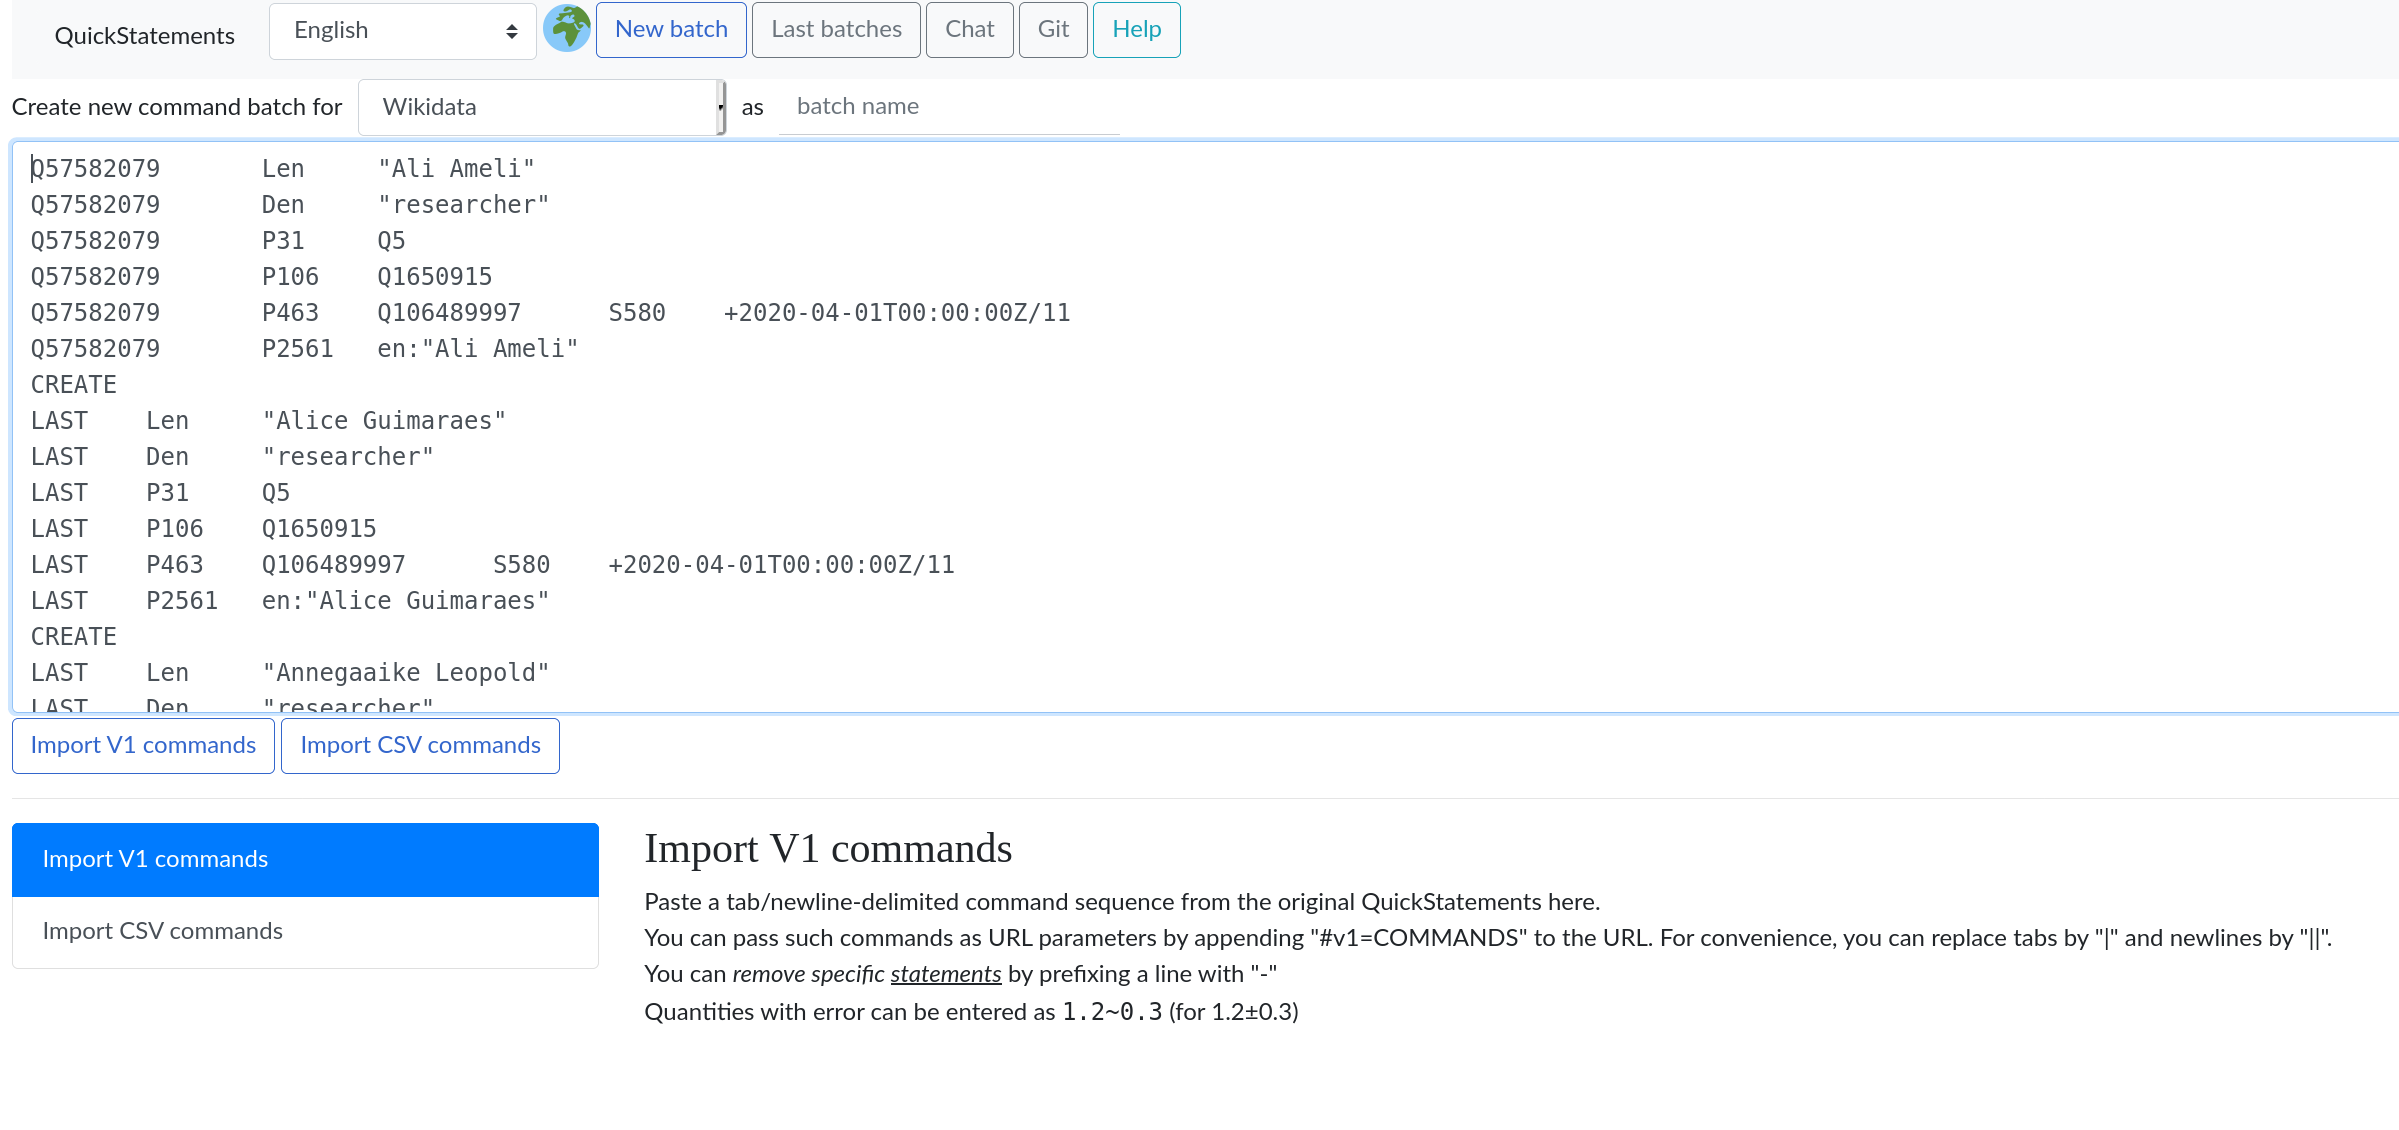 QuickStatements English New batch Last batches Chat Git Help
Create new command batch for Wikidata as batch name
Q57582079 Len "Ali Ameli"
Q57582079 Den "researcher"
Q57582079 P31 Q5
Q57582079 P106 Q1650915
Q57582079 P463 Q106489997 S580 +2020-04-01T00:00:00Z/11
Q57582079 P2561 en:"Ali Ameli"
CREATE
LAST Len "Alice Guimaraes"
LAST Den "researcher"
LAST P31 Q5
LAST P106 Q1650915
LAST P463 Q106489997 S580 +2020-04-01T00:00:00Z/11
LAST P2561 en:"Alice Guimaraes"
CREATE
LAST Len "Annegaaike Leopold"
LAST Den "researcher"
Import V1 commands Import CSV commands
Import V1 commands
Import CSV commands
Import V1 commands
Paste a tab/newline-delimited command sequence from the original QuickStatements here.
You can pass such commands as URL parameters by appending "#v1=COMMANDS" to the URL. For convenience, you can replace tabs by "|" and newlines by "||".
You can remove specific statements by prefixing a line with "-"
Quantities with error can be entered as 1.2~0.3 (for 1.2±0.3)